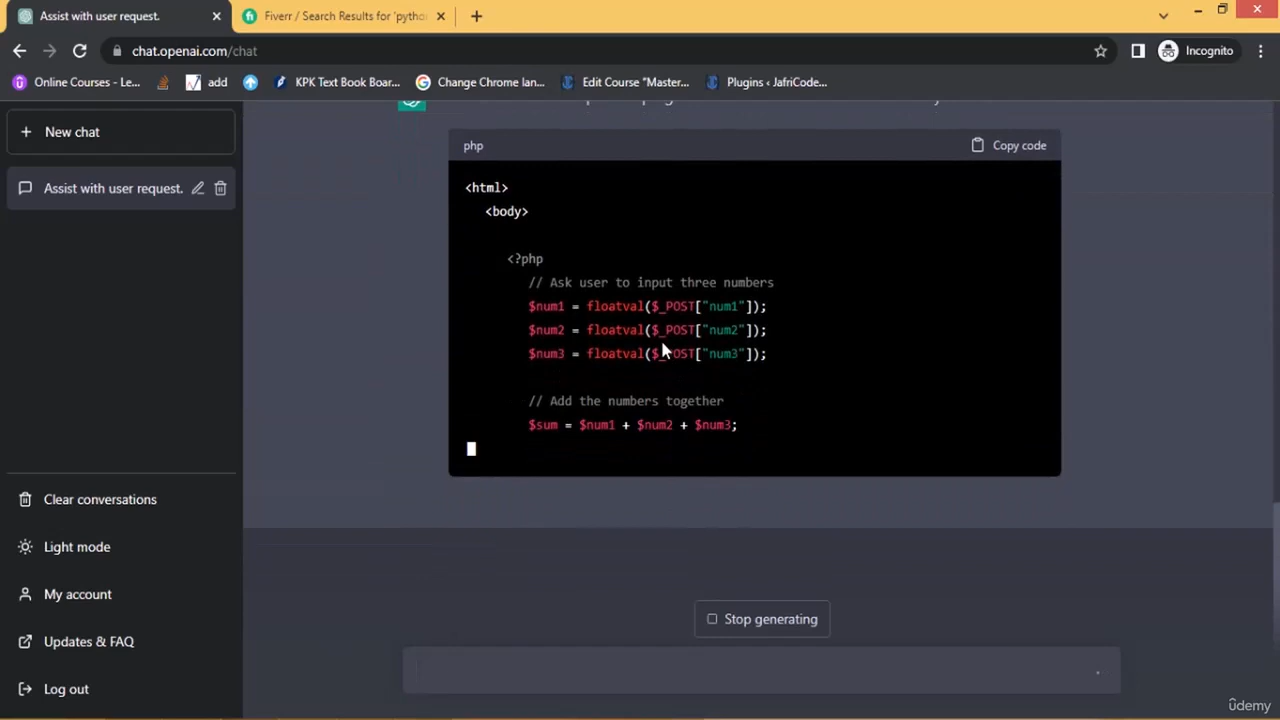 Assist with user request.
Fiverr / Search Results for 'pytho
chat.openai.com/chat
Incognito
Online Courses - Le...
add
KPK Text Book Boar...
Change Chrome lan...
Edit Course "Master...
Plugins ‹ JafriCode...
New chat
Assist with user request.
php
Copy code
<html>
<body>
<?php
// Ask user to input three numbers
$num1 = floatval($_POST["num1"]);
$num2 = floatval($_POST["num2"]);
$num3 = floatval($_POST["num3"]);
// Add the numbers together
$sum = $num1 + $num2 + $num3;
Clear conversations
Light mode
My account
Updates & FAQ
Log out
Stop generating
ûdemy